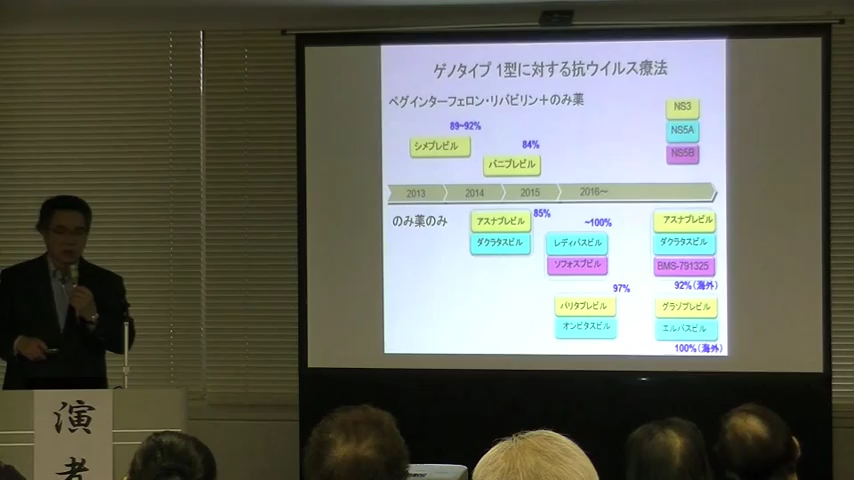 ゲノタイプ 1型に対する抗ウイルス療法
ペグインターフェロン・リバビリン＋のみ薬
NS3
NS5A
NS5B
89~92%
シメプレビル
84%
バニプレビル
2013 2014 2015 2016～
のみ薬のみ
アスナプレビル
ダクラタスビル
85%
~100%
レディパスビル
ソフォスブビル
アスナプレビル
ダクラタスビル
BMS-791325
92%(海外)
97%
パリタプレビル
オンビタスビル
グラゾプレビル
エルバスビル
100%(海外)
演者